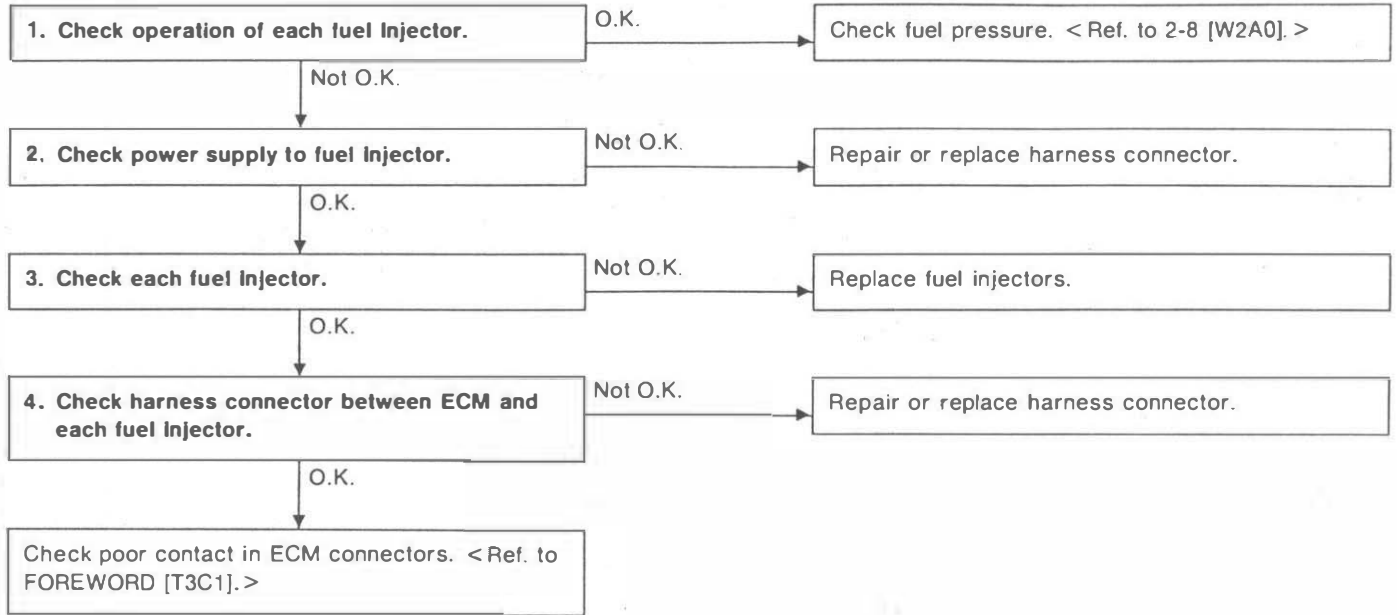 1. Check operation of each fuel Injector.
O.K.
Check fuel pressure. <Ref. to 2-8 [W2A0].>
Not O.K.
2. Check power supply to fuel Injector.
Not O.K.
Repair or replace harness connector.
O.K.
3. Check each fuel Injector.
Not O.K.
Replace fuel injectors.
O.K.
4. Check harness connector between ECM and
each fuel Injector.
Not O.K.
Repair or replace harness connector.
O.K.
Check poor contact in ECM connectors. <Ref. to
FOREWORD [T3C1].>